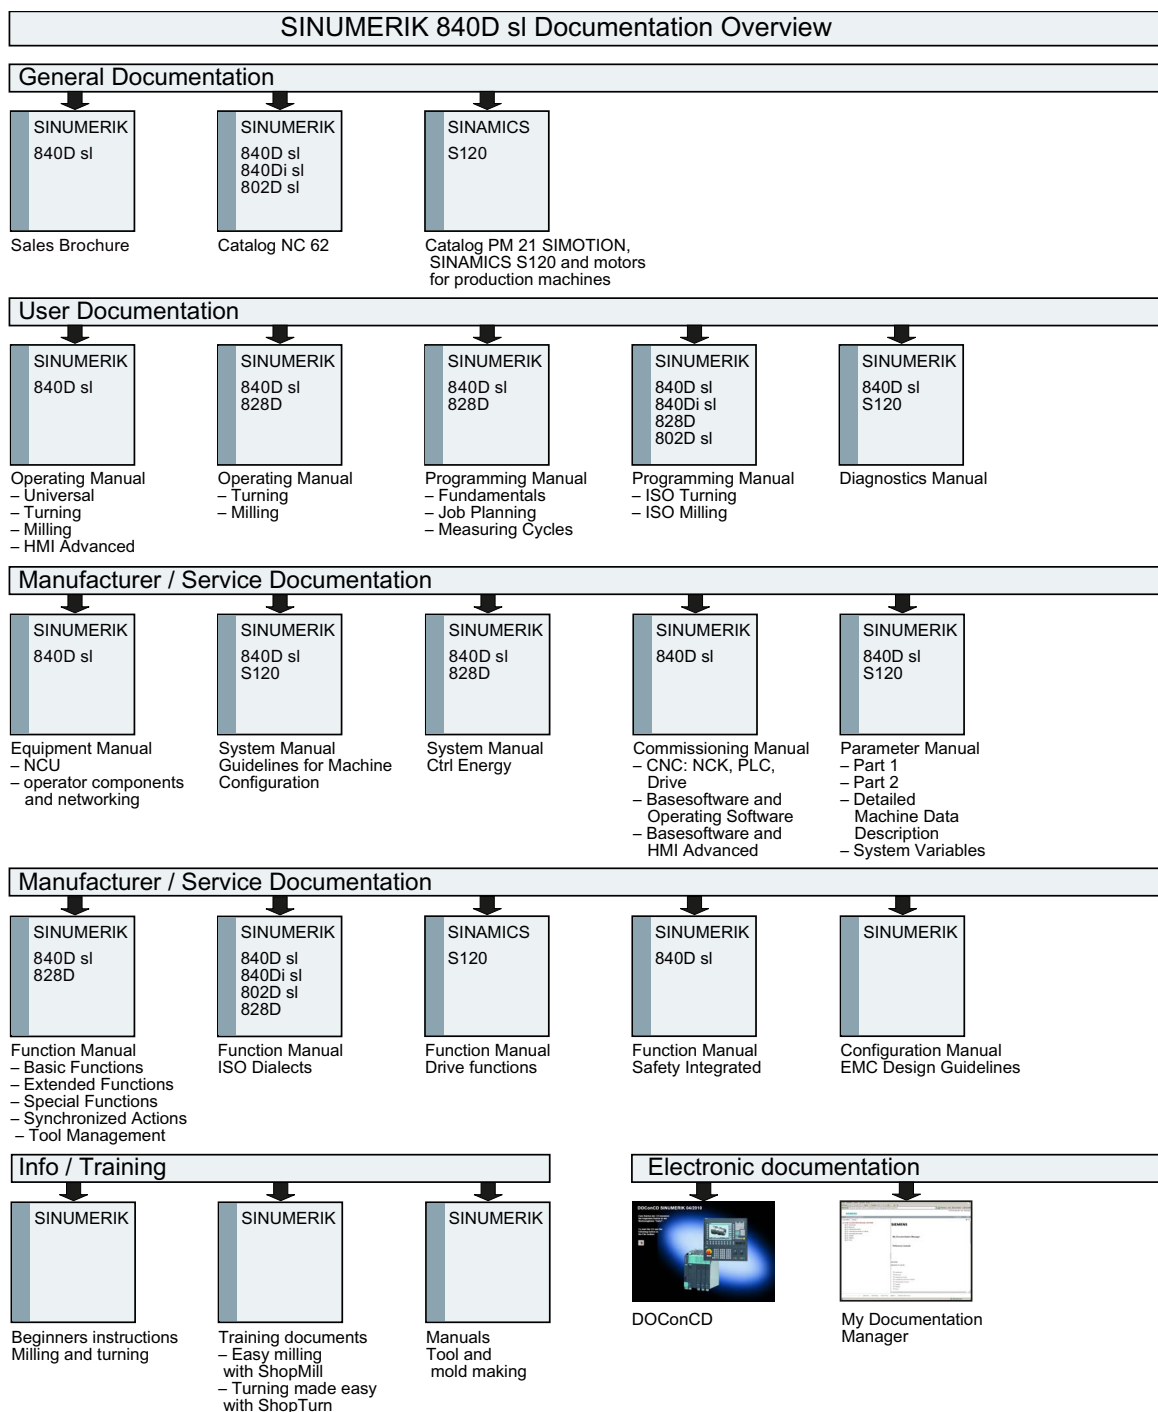 SINUMERIK 840D sl Documentation Overview
General Documentation
SINUMERIK
840D sl
Sales Brochure
SINUMERIK
840D sl
840Di sl
802D sl
Catalog NC 62
SINAMICS
S120
Catalog PM 21 SIMOTION,
SINAMICS S120 and motors
for production machines
User Documentation
SINUMERIK
840D sl
Operating Manual
– Universal
– Turning
– Milling
– HMI Advanced
SINUMERIK
840D sl
828D
Operating Manual
– Turning
– Milling
SINUMERIK
840D sl
828D
Programming Manual
– Fundamentals
– Job Planning
– Measuring Cycles
SINUMERIK
840D sl
840Di sl
828D
802D sl
Programming Manual
– ISO Turning
– ISO Milling
SINUMERIK
840D sl
S120
Diagnostics Manual
Manufacturer / Service Documentation
SINUMERIK
840D sl
Equipment Manual
– NCU
– operator components
and networking
SINUMERIK
840D sl
S120
System Manual
Guidelines for Machine
Configuration
SINUMERIK
840D sl
828D
System Manual
Ctrl Energy
SINUMERIK
840D sl
Commissioning Manual
– CNC: NCK, PLC,
Drive
– Basesoftware and
Operating Software
– Basesoftware and
HMI Advanced
SINUMERIK
840D sl
S120
Parameter Manual
– Part 1
– Part 2
– Detailed
Machine Data
Description
– System Variables
Manufacturer / Service Documentation
SINUMERIK
840D sl
828D
Function Manual
– Basic Functions
– Extended Functions
– Special Functions
– Synchronized Actions
– Tool Management
SINUMERIK
840D sl
840Di sl
802D sl
828D
Function Manual
ISO Dialects
SINAMICS
S120
Function Manual
Drive functions
SINUMERIK
840D sl
Function Manual
Safety Integrated
SINUMERIK
Configuration Manual
EMC Design Guidelines
Info / Training
SINUMERIK
Beginners instructions
Milling and turning
SINUMERIK
Training documents
– Easy milling
with ShopMill
– Turning made easy
with ShopTurn
SINUMERIK
Manuals
Tool and
mold making
Electronic documentation
DOConCD SINUMERIK 04/2010
DOConCD
SIEMENS
My Documentation Manager
My Documentation
Manager